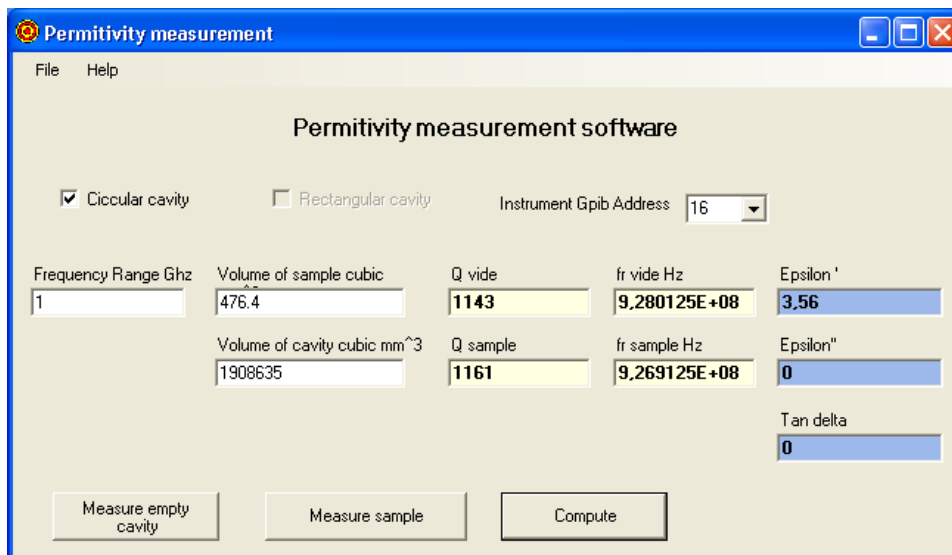 Permitivity measurement
File Help
Permitivity measurement software
Ciccular cavity Rectangular cavity Instrument Gpib Address 16
Frequency Range Ghz Volume of sample cubic Q vide fr vide Hz Epsilon '
1 476.4 1143 9,280125E+08 3,56
Volume of cavity cubic mm^3 Q sample fr sample Hz Epsilon"
1908635 1161 9,269125E+08 0
Tan delta
0
Measure empty cavity Measure sample Compute